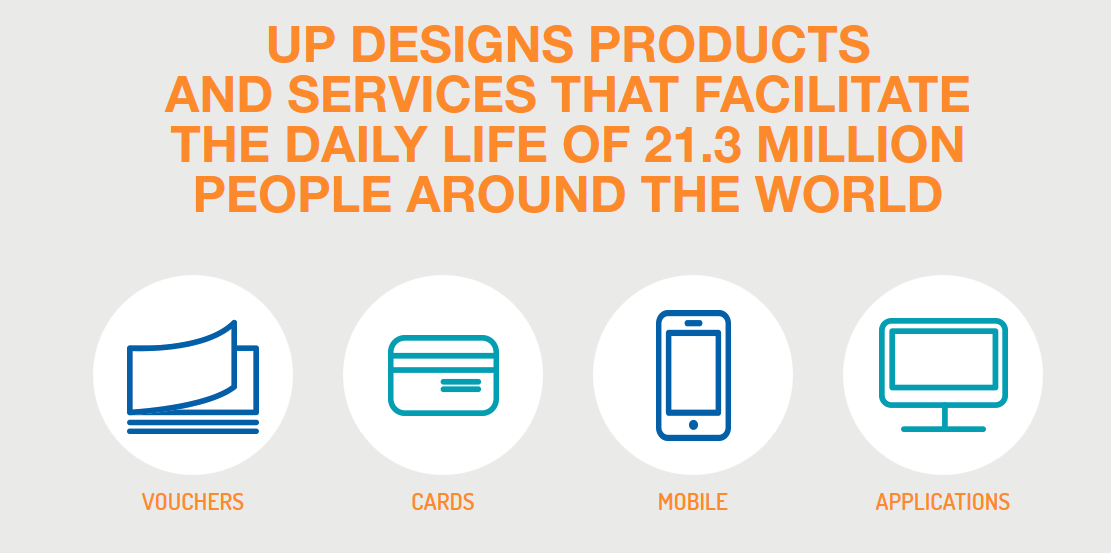 UP DESIGNS PRODUCTS
AND SERVICES THAT FACILITATE
THE DAILY LIFE OF 21.3 MILLION
PEOPLE AROUND THE WORLD
VOUCHERS
CARDS
MOBILE
APPLICATIONS